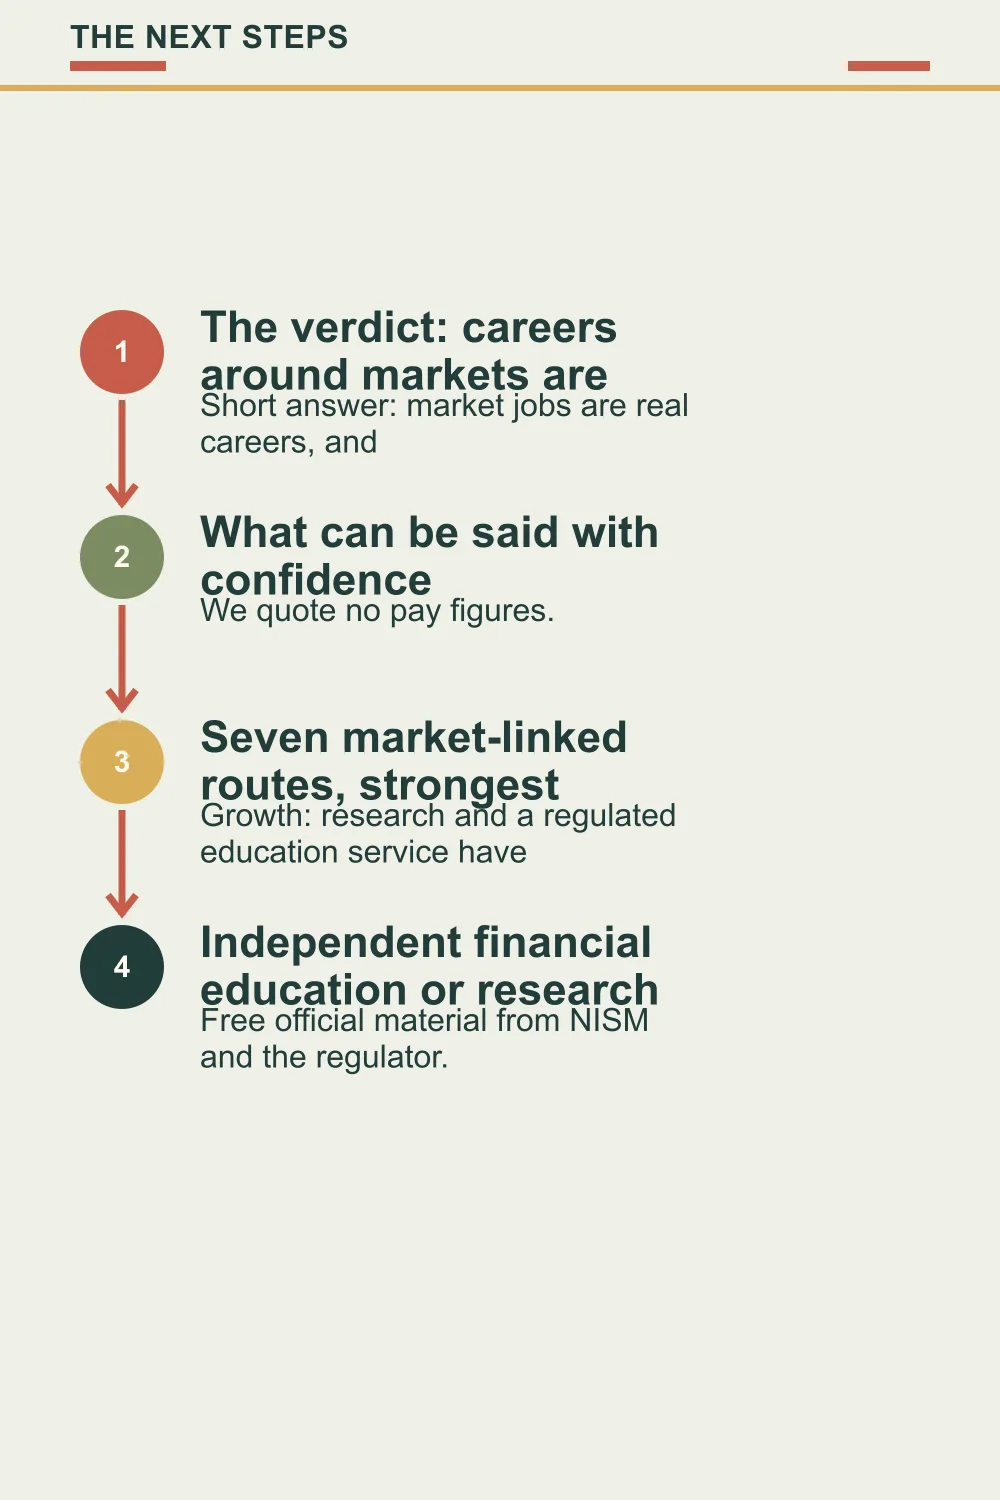 THE NEXT STEPS
1
The verdict: careers
around markets are
Short answer: market jobs are real
careers, and
2
What can be said with
confidence
We quote no pay figures.
3
Seven market-linked
routes, strongest
Growth: research and a regulated
education service have
4
Independent financial
education or research
Free official material from NISM
and the regulator.